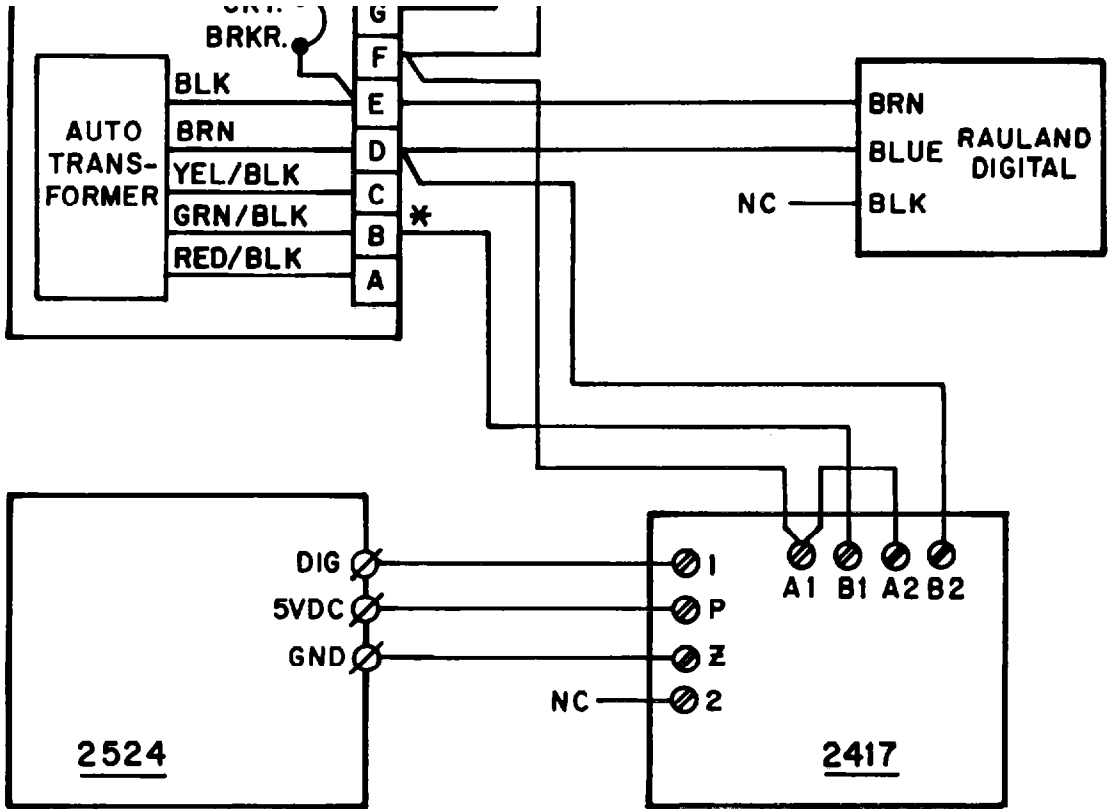 G
BRKR.
F
BLK
E
BRN
AUTO
TRANS-
FORMER
BRN
D
BLUE
RAULAND
DIGITAL
YEL/BLK
C
NC
BLK
GRN/BLK
B
*
RED/BLK
A
DIG
1
A1 B1 A2 B2
5VDC
P
GND
Z
NC
2
2524
2417